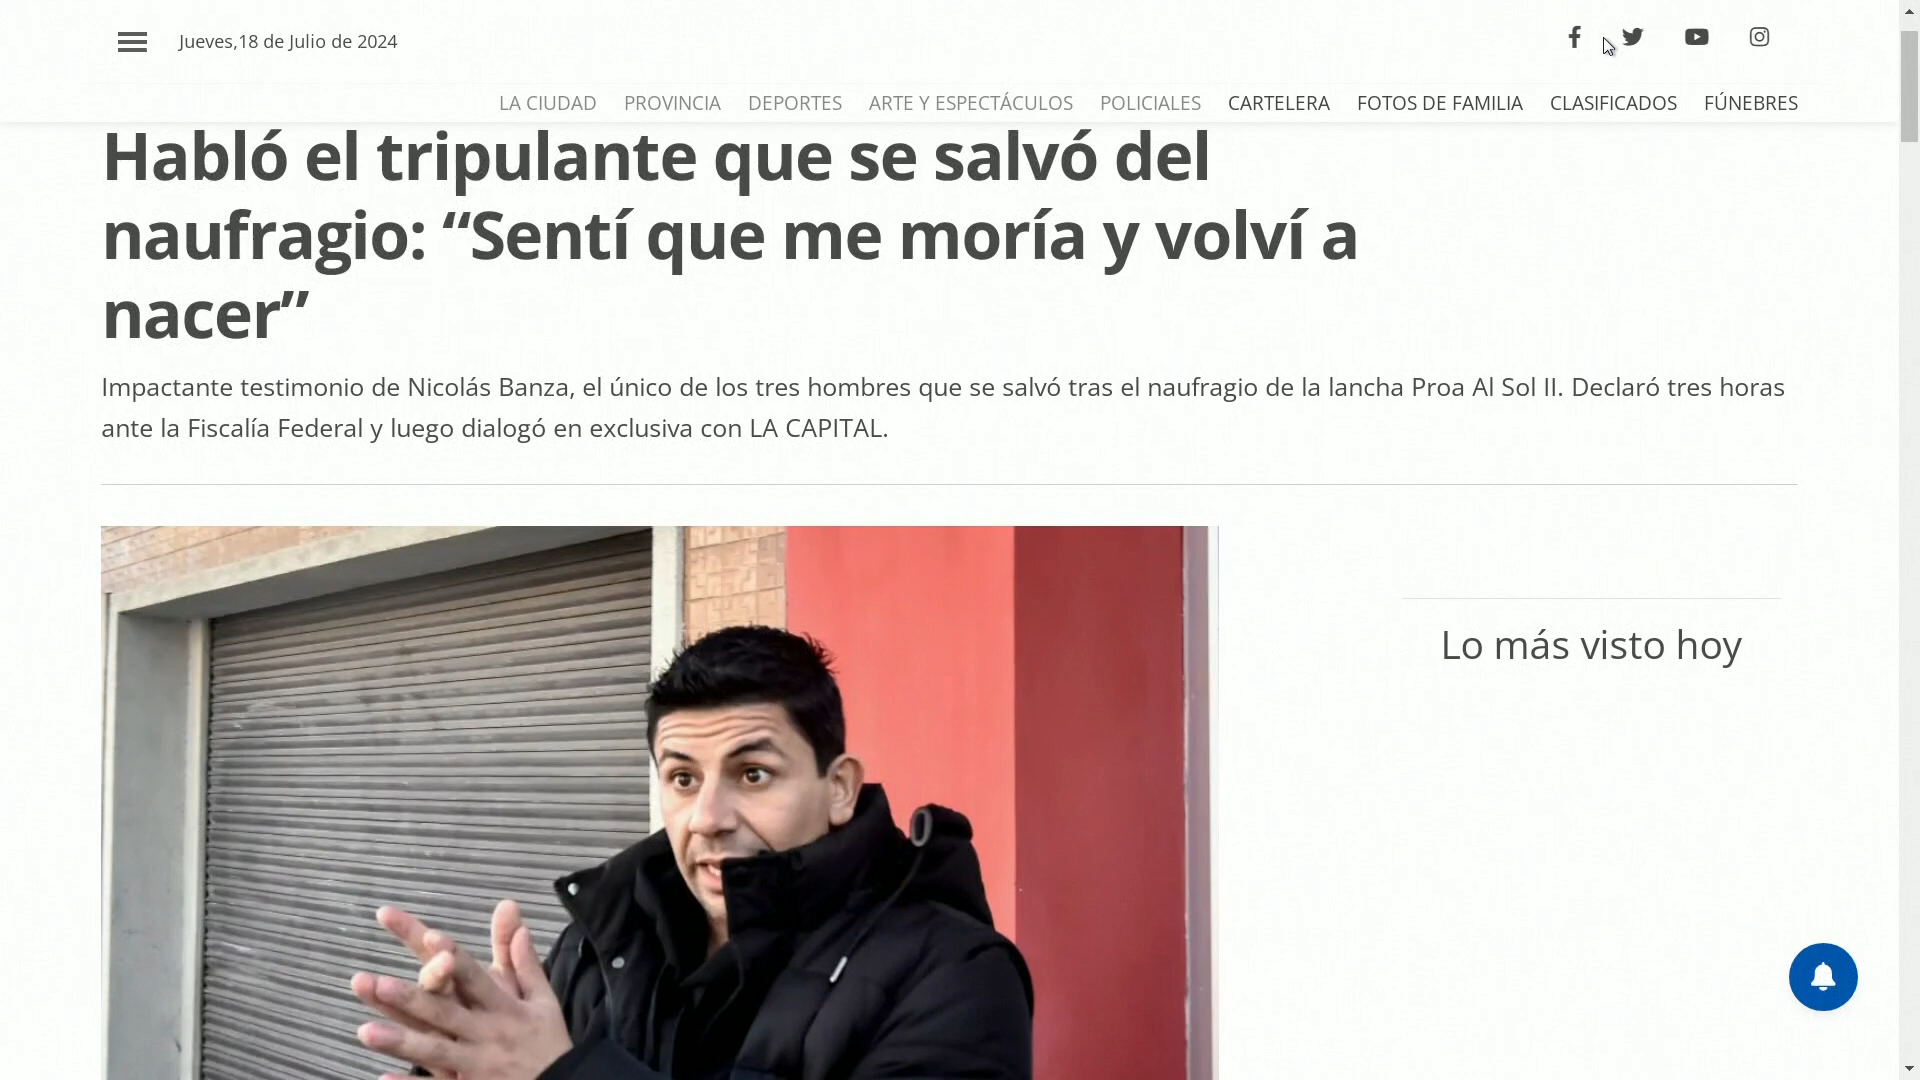 Jueves,18 de Julio de 2024
LA CIUDAD PROVINCIA DEPORTES ARTE Y ESPECTÁCULOS POLICIALES CARTELERA FOTOS DE FAMILIA CLASIFICADOS FÚNEBRES
Habló el tripulante que se salvó del
naufragio: “Sentí que me moría y volví a
nacer”
Impactante testimonio de Nicolás Banza, el único de los tres hombres que se salvó tras el naufragio de la lancha Proa Al Sol II. Declaró tres horas
ante la Fiscalía Federal y luego dialogó en exclusiva con LA CAPITAL.
Lo más visto hoy